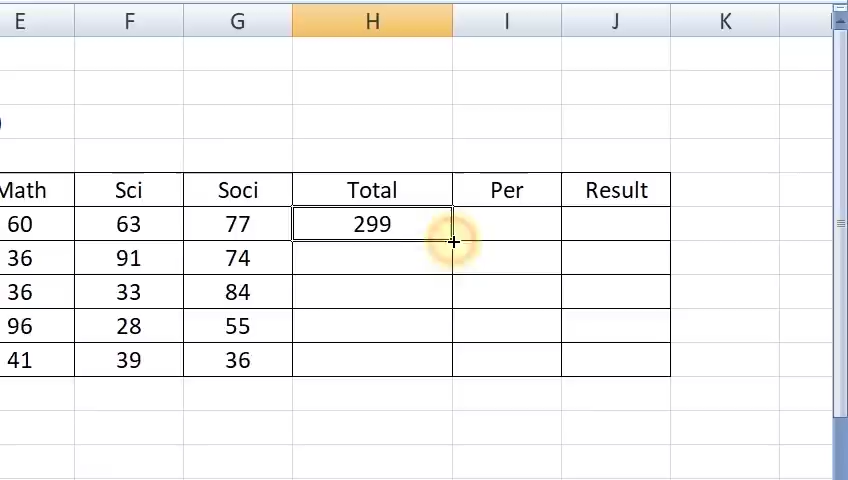 E F G H I J K
)
Math Sci Soci Total Per Result
60 63 77 299
36 91 74
36 33 84
96 28 55
41 39 36